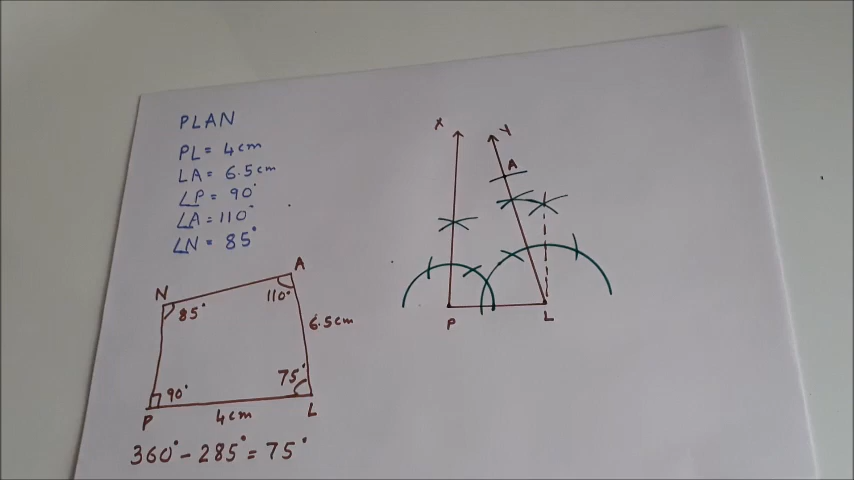 PLAN
PL = 4cm
LA = 6.5cm
∠P = 90°
∠A = 110°
∠N = 85°
N
A
85°
110°
6.5cm
75°
90°
P
4cm
L
360° - 285° = 75°
X
Y
A
P
L